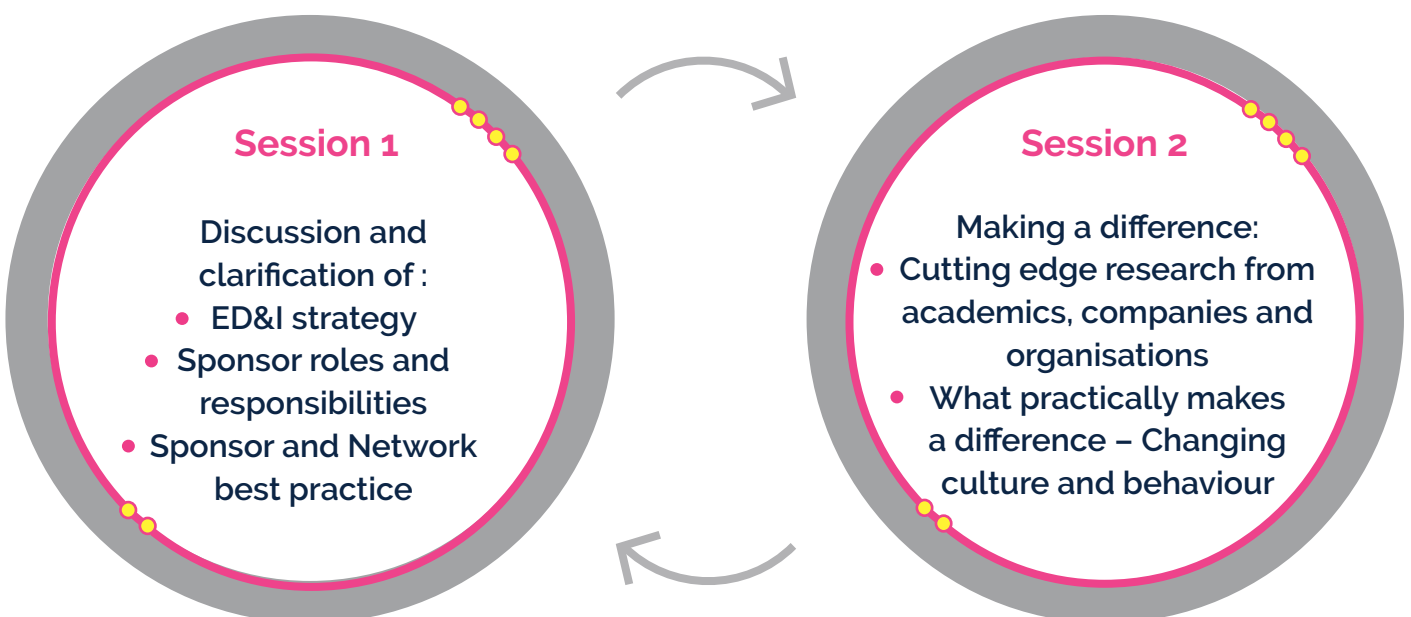 Session 1
Discussion and
clarification of :
• ED&I strategy
• Sponsor roles and
responsibilities
• Sponsor and Network
best practice
Session 2
Making a difference:
• Cutting edge research from
academics, companies and
organisations
• What practically makes
a difference – Changing
culture and behaviour